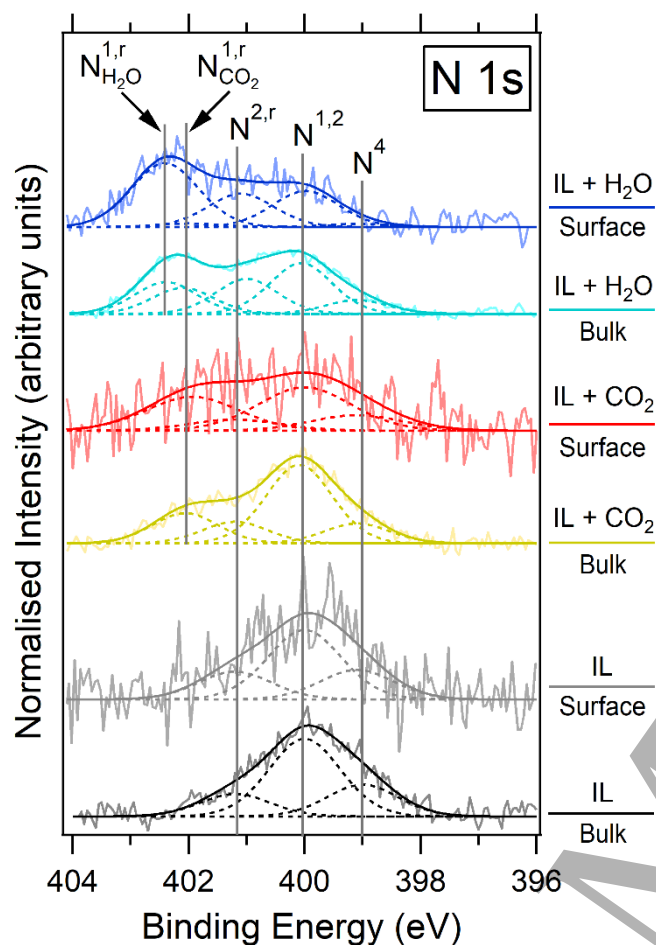 N 1s
N^{1,r}_{H₂O}
N^{1,r}_{CO₂}
N^{2,r}
N^{1,2}
N^{4}
IL + H₂O
Surface
IL + H₂O
Bulk
IL + CO₂
Surface
IL + CO₂
Bulk
IL
Surface
IL
Bulk
Normalised Intensity (arbitrary units)
404 402 400 398 396
Binding Energy (eV)